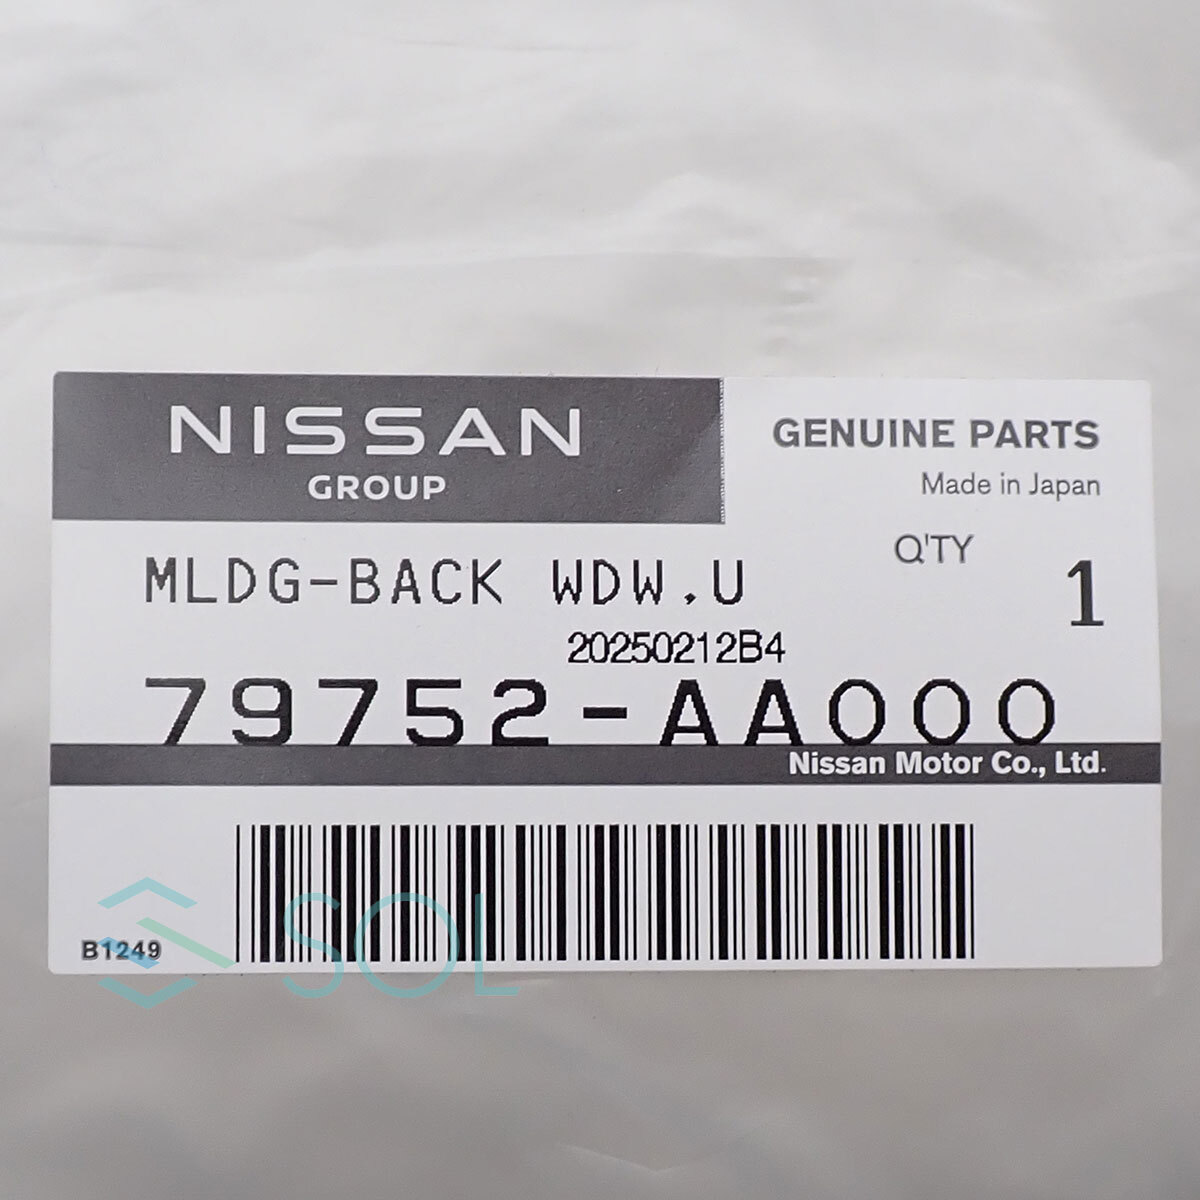 NISSAN
GROUP
GENUINE PARTS
Made in Japan
Q'TY
1
MLDG-BACK WDW.U
20250212B4
79752-AA000
Nissan Motor Co., Ltd.
B1249
SOL